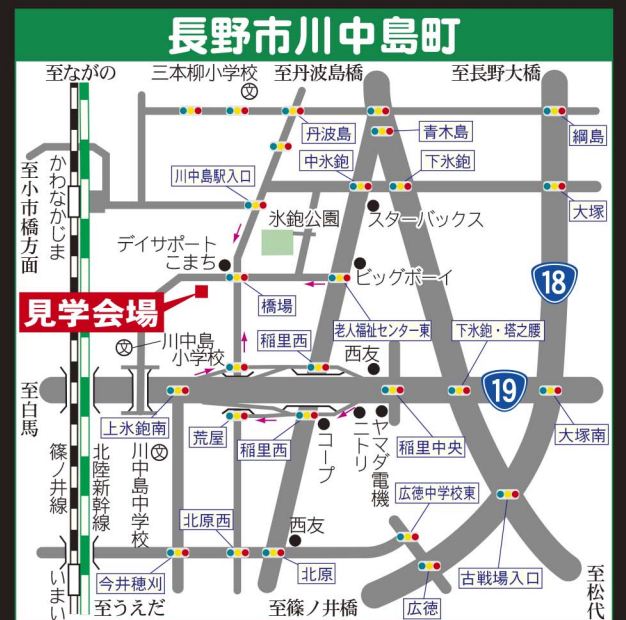 長野市川中島町
至ながの
三本柳小学校
至丹波島橋
至長野大橋
文
丹波島
青木島
綱島
かわなかじま
至小市橋方面
川中島駅入口
中氷鉋
下氷鉋
大塚
氷鉋公園
スターバックス
デイサポート
こまち
ビッグボーイ
18
見学会場
橋場
老人福祉センター東
下氷鉋・塔之腰
文
川中島
小学校
稲里西
西友
19
至白馬
上氷鉋南
荒屋
稲里西
コープ
ニトリ
ヤマダ電機
稲里中央
大塚南
篠ノ井線
北陸新幹線
川中島中学校
文
広徳中学校東
北原西
西友
今井穂刈
北原
古戦場入口
いまい
至うえだ
至篠ノ井橋
広徳
至松代